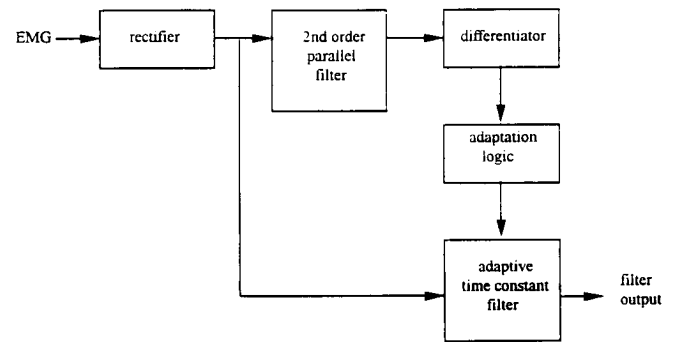 EMG
rectifier
2nd order
parallel
filter
differentiator
adaptation
logic
adaptive
time constant
filter
filter
output